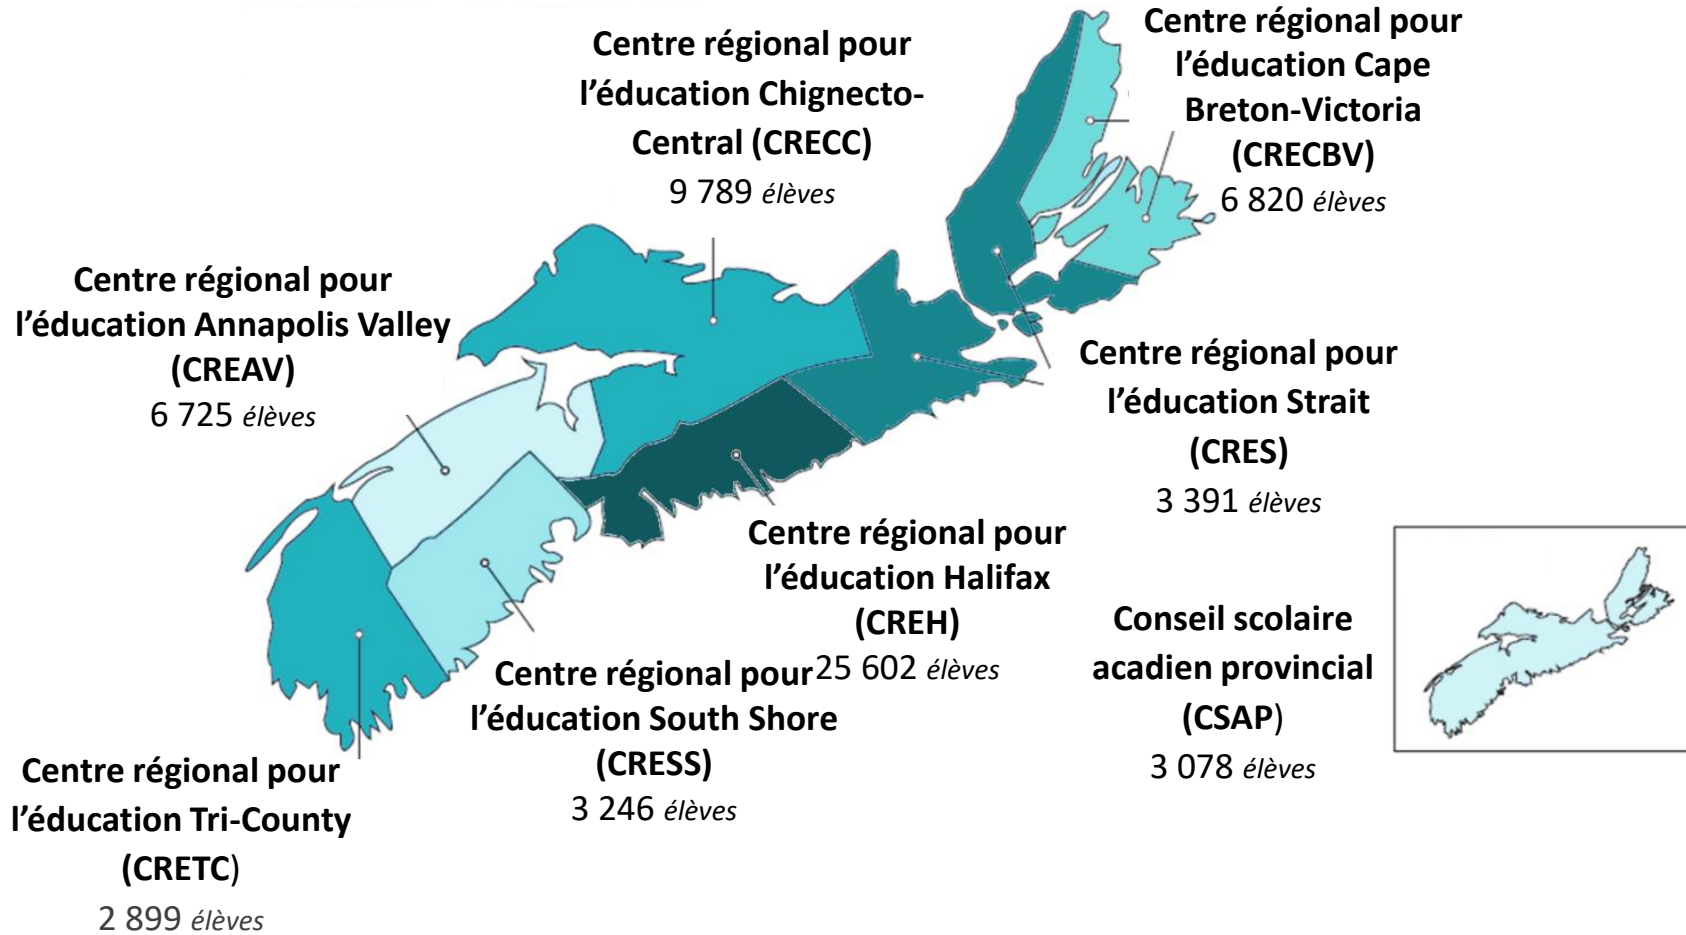 Centre régional pour
l'éducation Chignecto-
Central (CRECC)
9 789 élèves
Centre régional pour
l'éducation Cape
Breton-Victoria
(CRECBV)
6 820 élèves
Centre régional pour
l'éducation Annapolis Valley
(CREAV)
6 725 élèves
Centre régional pour
l'éducation Strait
(CRES)
3 391 élèves
Centre régional pour
l'éducation Halifax
(CREH)
25 602 élèves
Conseil scolaire
acadien provincial
(CSAP)
3 078 élèves
Centre régional pour
l'éducation South Shore
(CRESS)
3 246 élèves
Centre régional pour
l'éducation Tri-County
(CRETC)
2 899 élèves